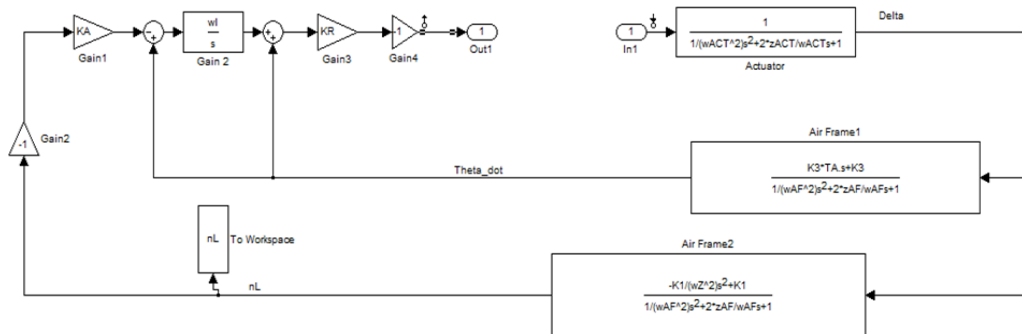 KA
Gain1
wI
s
Gain 2
KR
Gain3
-1
Gain4
1
Out1
1
In1
1
1/(wACT^2)s²+2*zACT/wACTs+1
Actuator
Delta
-1
Gain2
Air Frame1
K3*TA.s+K3
1/(wAF^2)s²+2*zAF/wAFs+1
Theta_dot
nL
To Workspace
nL
Air Frame2
-K1/(wZ^2)s²+K1
1/(wAF^2)s²+2*zAF/wAFs+1